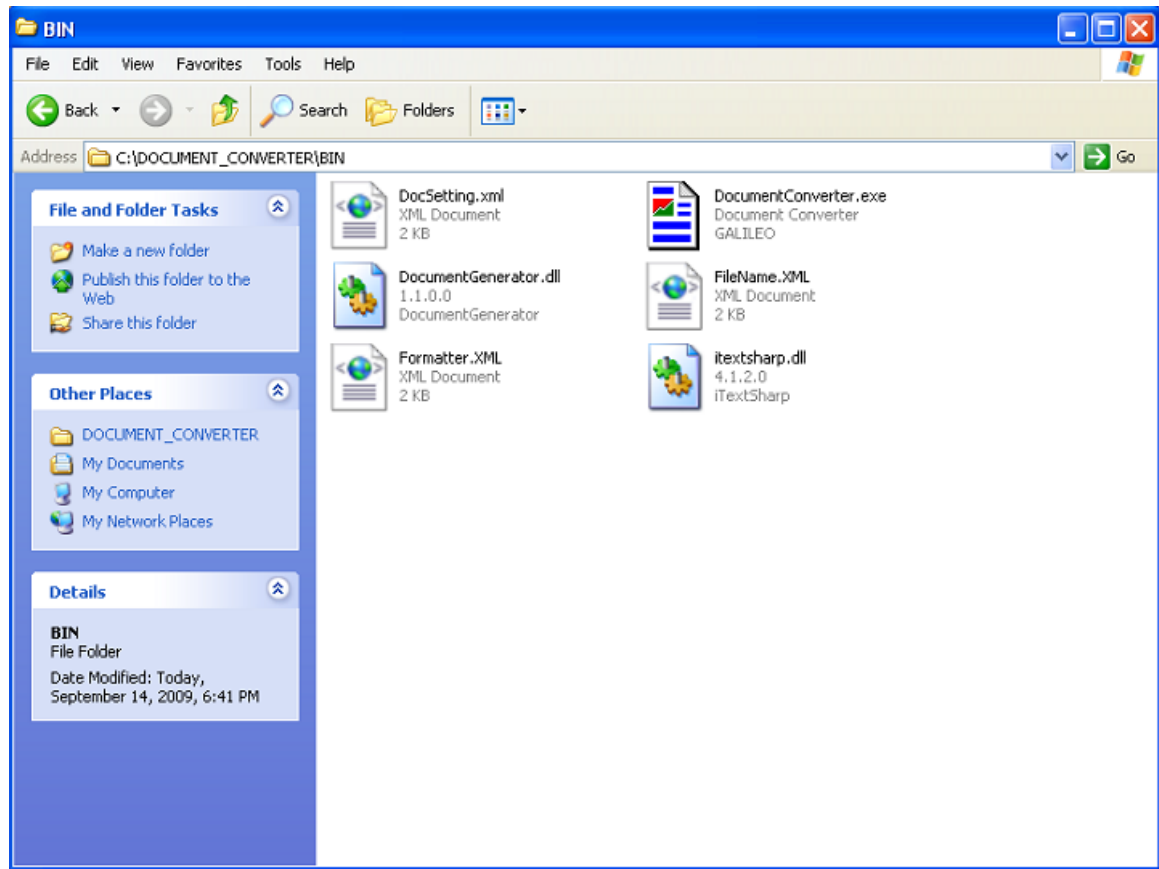 BIN
File Edit View Favorites Tools Help
Back Search Folders
Address C:\DOCUMENT_CONVERTER\BIN Go
File and Folder Tasks
Make a new folder
Publish this folder to the
Web
Share this folder
Other Places
DOCUMENT_CONVERTER
My Documents
My Computer
My Network Places
Details
BIN
File Folder
Date Modified: Today,
September 14, 2009, 6:41 PM
DocSetting.xml
XML Document
2 KB
DocumentConverter.exe
Document Converter
GALILEO
DocumentGenerator.dll
1.1.0.0
DocumentGenerator
FileName.XML
XML Document
2 KB
Formatter.XML
XML Document
2 KB
itextsharp.dll
4.1.2.0
iTextSharp